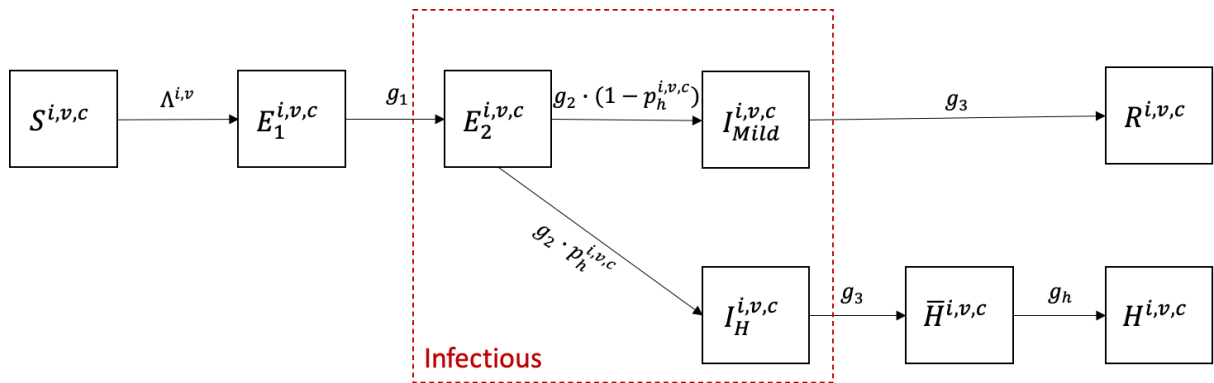 S^{i,v,c}
Λ^{i,v}
E_1^{i,v,c}
g_1
E_2^{i,v,c}
g_2 · (1 − p_h^{i,v,c})
I_{Mild}^{i,v,c}
g_3
R^{i,v,c}
g_2 · p_h^{i,v,c}
I_H^{i,v,c}
g_3
H̅^{i,v,c}
g_h
H^{i,v,c}
Infectious